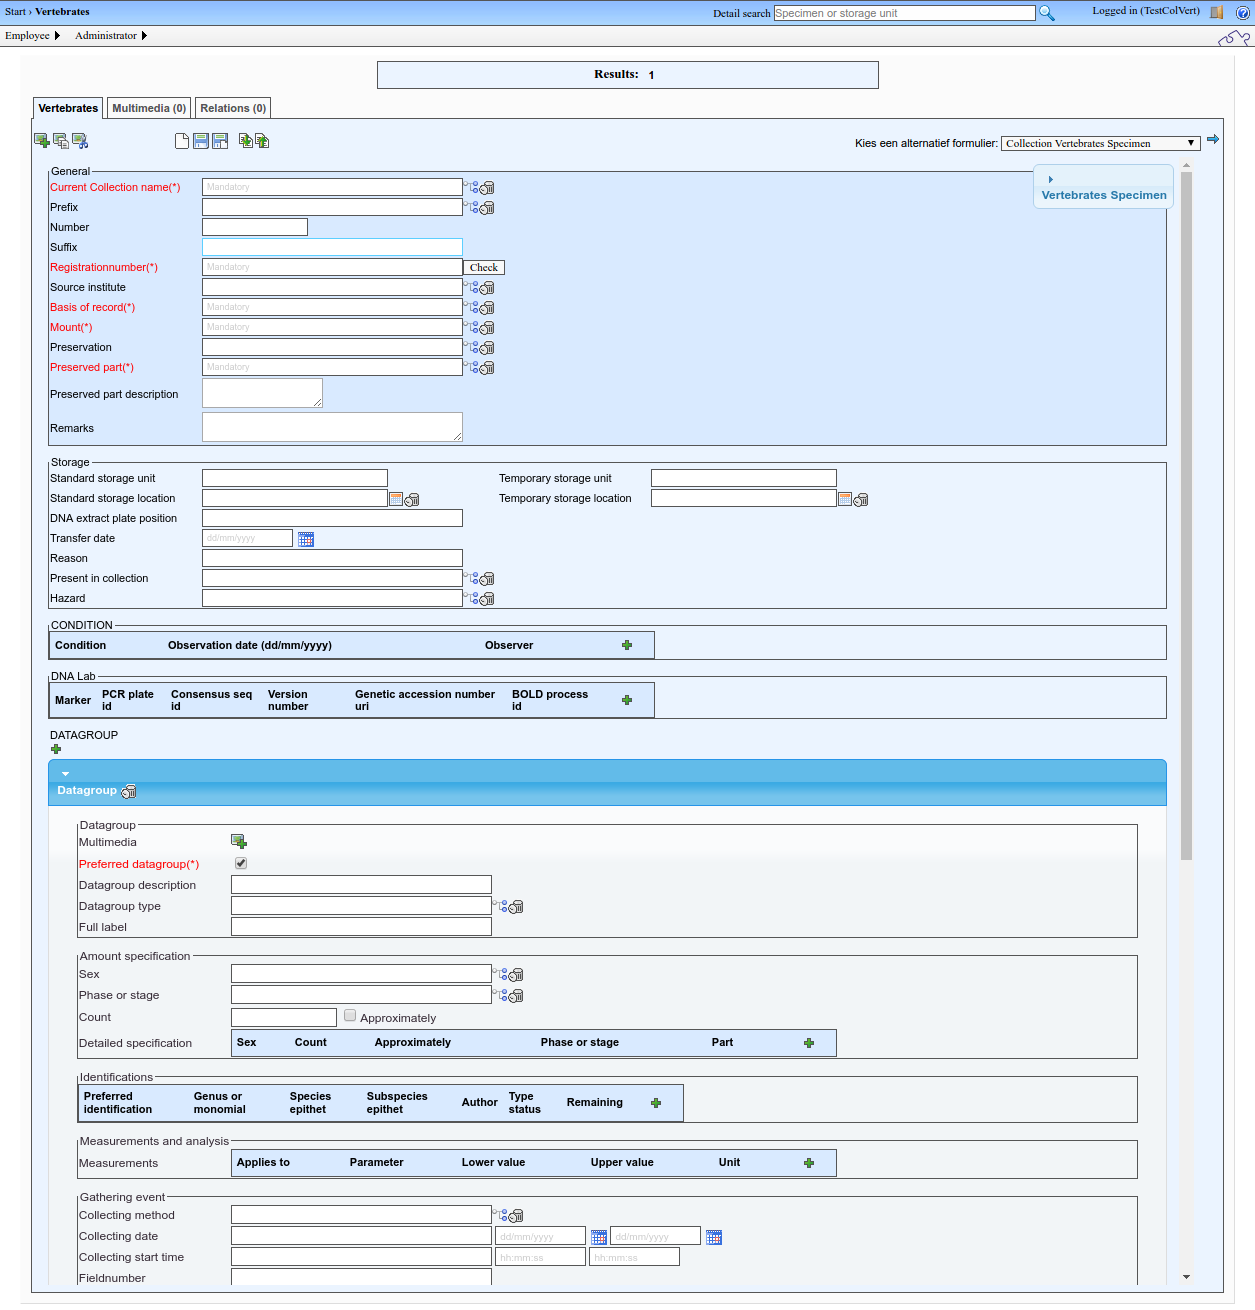 Start › Vertebrates
Detail search Specimen or storage unit
Logged in (TestColVert)
Employee Administrator
Results: 1
Vertebrates Multimedia (0) Relations (0)
Kies een alternatief formulier: Collection Vertebrates Specimen
General
Vertebrates Specimen
Current Collection name(*) Mandatory
Prefix
Number
Suffix
Registrationnumber(*) Mandatory Check
Source institute
Basis of record(*) Mandatory
Mount(*) Mandatory
Preservation
Preserved part(*) Mandatory
Preserved part description
Remarks
Storage
Standard storage unit Temporary storage unit
Standard storage location Temporary storage location
DNA extract plate position
Transfer date dd/mm/yyyy
Reason
Present in collection
Hazard
CONDITION
Condition Observation date (dd/mm/yyyy) Observer
DNA Lab
Marker PCR plate id Consensus seq id Version number Genetic accession number uri BOLD process id
DATAGROUP
Datagroup
Datagroup
Multimedia
Preferred datagroup(*)
Datagroup description
Datagroup type
Full label
Amount specification
Sex
Phase or stage
Count Approximately
Detailed specification Sex Count Approximately Phase or stage Part
Identifications
Preferred identification Genus or monomial Species epithet Subspecies epithet Author Type status Remaining
Measurements and analysis
Measurements Applies to Parameter Lower value Upper value Unit
Gathering event
Collecting method
Collecting date dd/mm/yyyy dd/mm/yyyy
Collecting start time hh:mm:ss hh:mm:ss
Fieldnumber